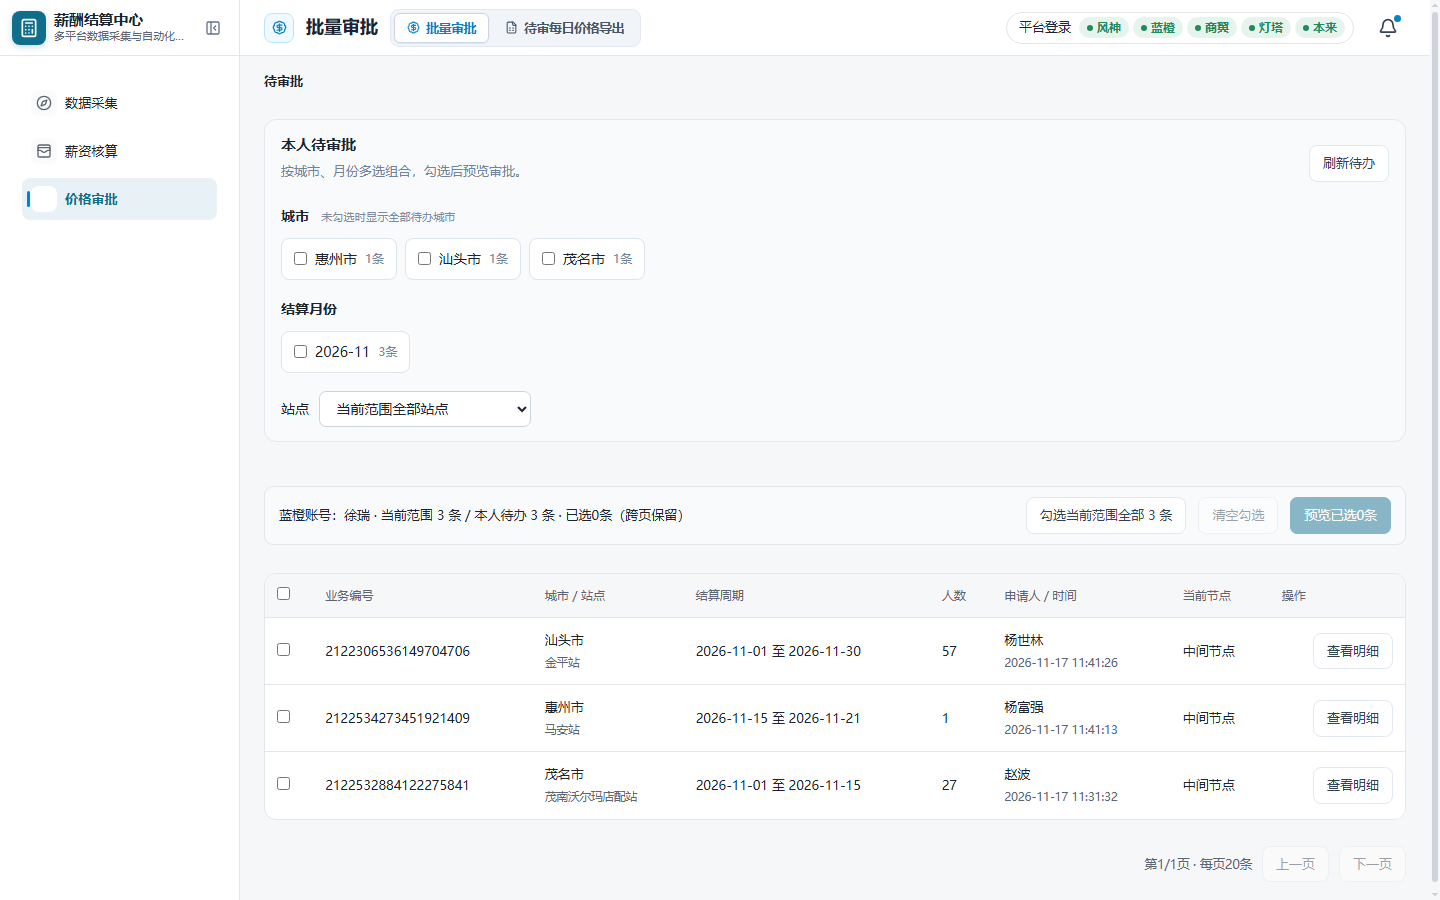 薪酬结算中心
多平台数据采集与自动化...
批量审批
批量审批
待审每日价格导出
平台登录
风神
蓝橙
商巽
灯塔
本来
数据采集
薪资核算
价格审批
待审批
本人待审批
按城市、月份多选组合，勾选后预览审批。
刷新待办
城市 未勾选时显示全部待办城市
惠州市 1条
汕头市 1条
茂名市 1条
结算月份
2026-11 3条
站点 当前范围全部站点
蓝橙账号：徐瑞 · 当前范围 3 条 / 本人待办 3 条 · 已选0条（跨页保留）
勾选当前范围全部 3 条
清空勾选
预览已选0条
业务编号 城市 / 站点 结算周期 人数 申请人 / 时间 当前节点 操作
2122306536149704706 汕头市 金平站 2026-11-01 至 2026-11-30 57 杨世林 2026-11-17 11:41:26 中间节点 查看明细
2122534273451921409 惠州市 马安站 2026-11-15 至 2026-11-21 1 杨富强 2026-11-17 11:41:13 中间节点 查看明细
2122532884122275841 茂名市 茂南沃尔玛店配站 2026-11-01 至 2026-11-15 27 赵波 2026-11-17 11:31:32 中间节点 查看明细
第1/1页 · 每页20条 上一页 下一页